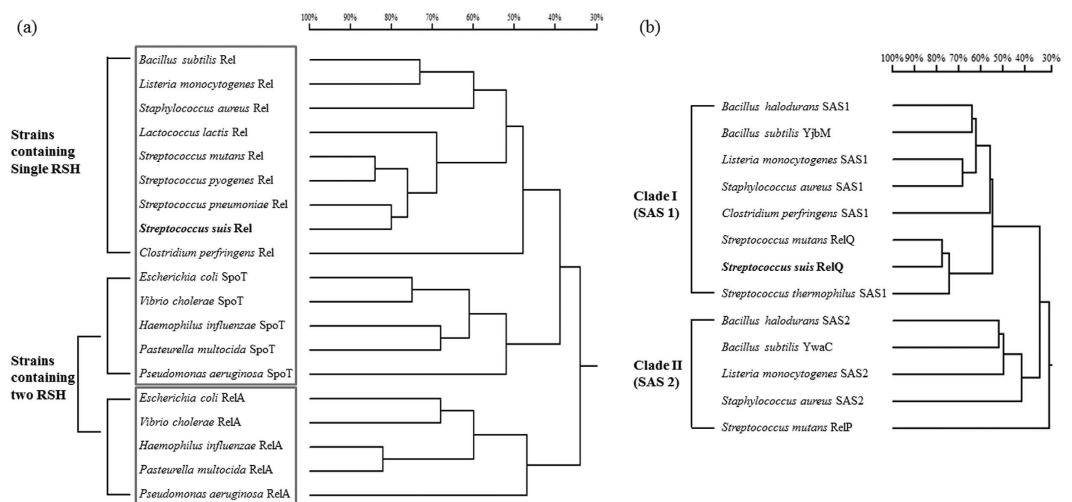 (a)
100% 90% 80% 70% 60% 50% 40% 30%
Strains
containing
Single RSH
Bacillus subtilis Rel
Listeria monocytogenes Rel
Staphylococcus aureus Rel
Lactococcus lactis Rel
Streptococcus mutans Rel
Streptococcus pyogenes Rel
Streptococcus pneumoniae Rel
Streptococcus suis Rel
Clostridium perfringens Rel
Strains
containing
two RSH
Escherichia coli SpoT
Vibrio cholerae SpoT
Haemophilus influenzae SpoT
Pasteurella multocida SpoT
Pseudomonas aeruginosa SpoT
Escherichia coli RelA
Vibrio cholerae RelA
Haemophilus influenzae RelA
Pasteurella multocida RelA
Pseudomonas aeruginosa RelA
(b)
100% 90% 80% 70% 60% 50% 40% 30%
Clade I
(SAS 1)
Bacillus halodurans SAS1
Bacillus subtilis YjbM
Listeria monocytogenes SAS1
Staphylococcus aureus SAS1
Clostridium perfringens SAS1
Streptococcus mutans RelQ
Streptococcus suis RelQ
Streptococcus thermophilus SAS1
Clade II
(SAS 2)
Bacillus halodurans SAS2
Bacillus subtilis YwaC
Listeria monocytogenes SAS2
Staphylococcus aureus SAS2
Streptococcus mutans RelP